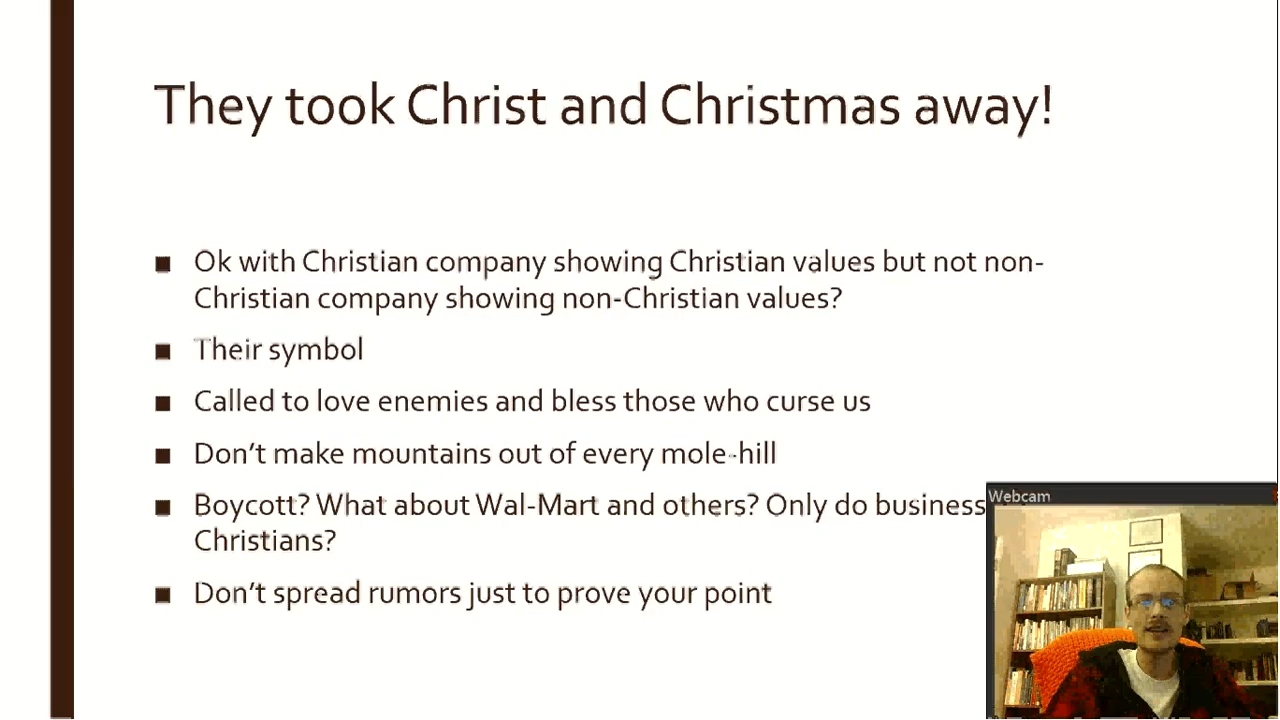 They took Christ and Christmas away!
Ok with Christian company showing Christian values but not non-
Christian company showing non-Christian values?
Their symbol
Called to love enemies and bless those who curse us
Don't make mountains out of every mole-hill
Boycott? What about Wal-Mart and others? Only do business
Christians?
Don't spread rumors just to prove your point
Webcam